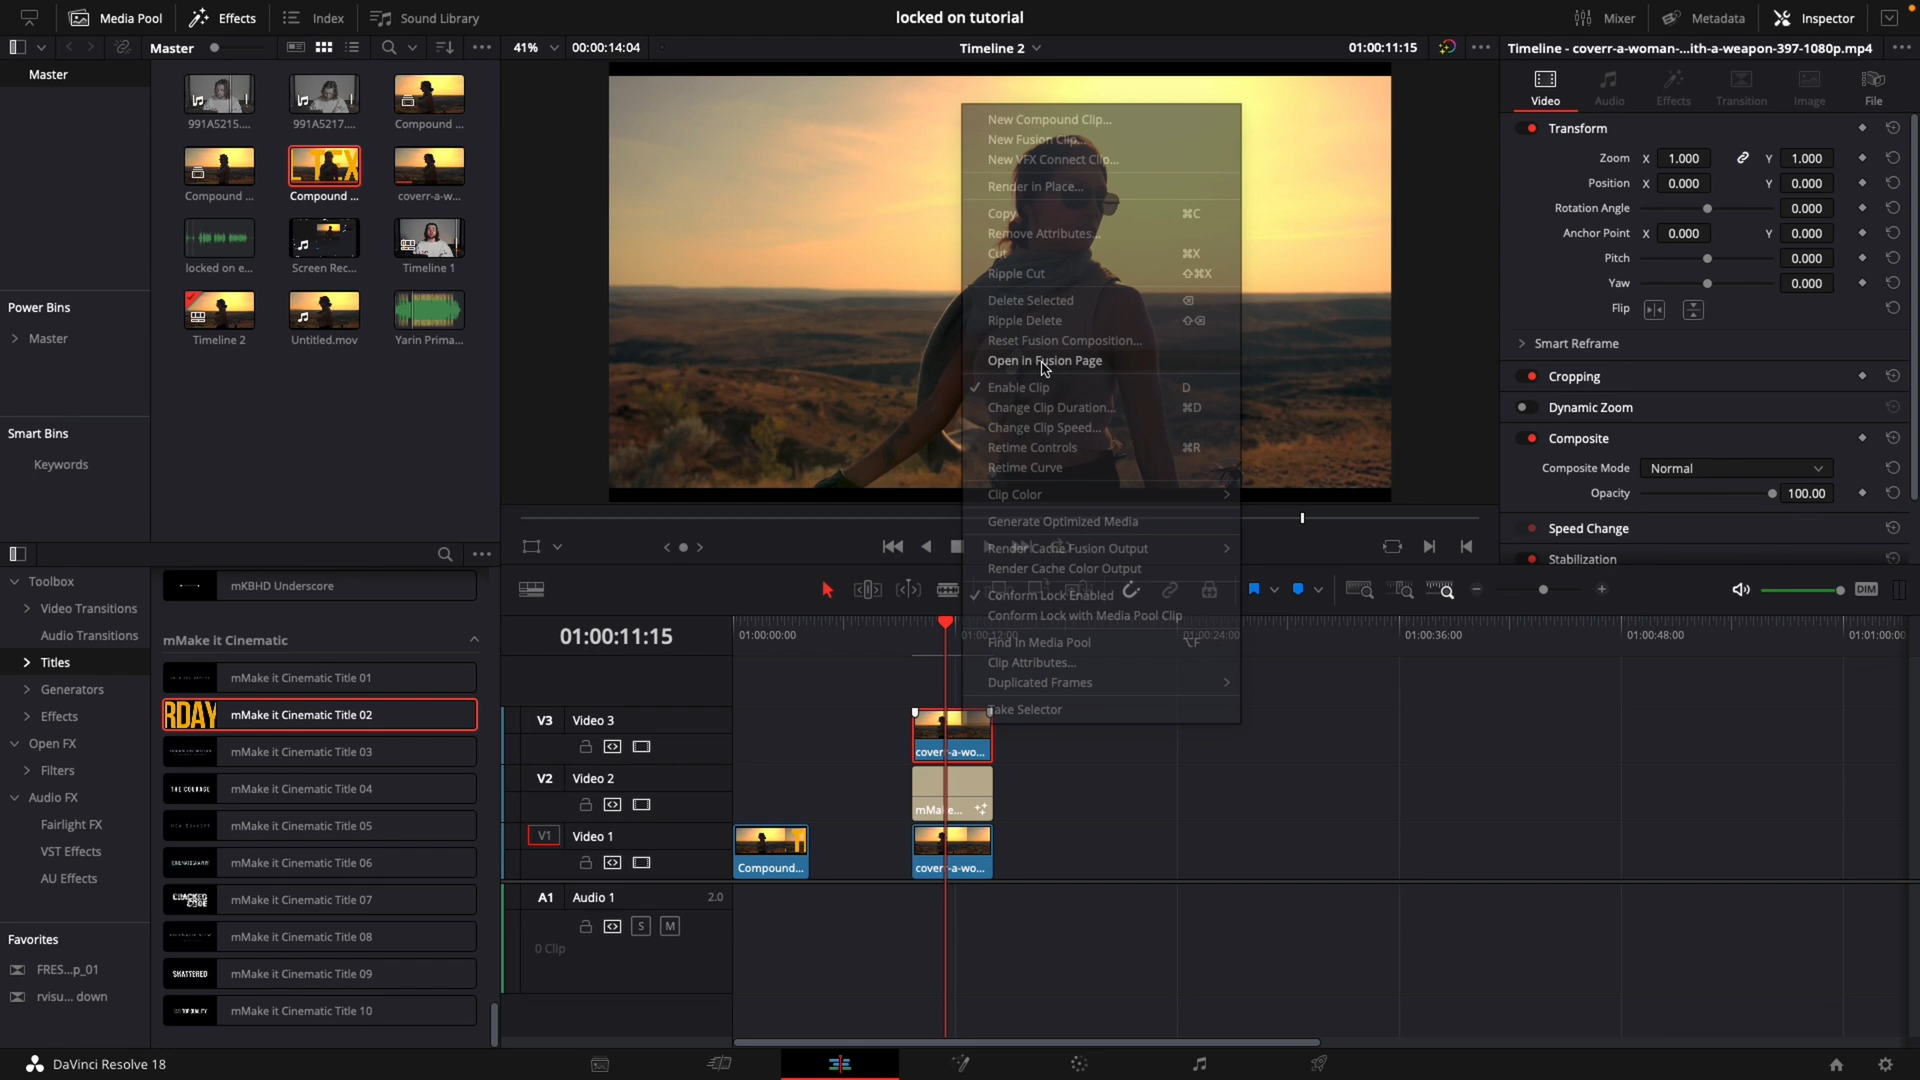 Media Pool
Effects
Index
Sound Library
locked on tutorial
Mixer
Metadata
Inspector
Master
41%
00:00:14:04
Timeline 2
01:00:11:15
Timeline - coverr-a-woman-...ith-a-weapon-397-1080p.mp4
Master
991A5215....
991A5217....
Compound ...
Compound ...
Compound ...
coverr-a-w...
locked on e...
Screen Rec...
Timeline 1
Timeline 2
Untitled.mov
Yarin Prima...
Power Bins
Master
Smart Bins
Keywords
New Compound Clip...
New Fusion Clip...
New VFX Connect Clip...
Render in Place...
Copy ⌘C
Remove Attributes...
Cut ⌘X
Ripple Cut ⇧⌘X
Delete Selected ⌫
Ripple Delete ⇧⌫
Reset Fusion Composition...
Open in Fusion Page
Enable Clip D
Change Clip Duration... ⌘D
Change Clip Speed...
Retime Controls ⌘R
Retime Curve
Clip Color
Generate Optimized Media
Render Cache Fusion Output
Render Cache Color Output
Conform Lock Enabled
Conform Lock with Media Pool Clip
Find In Media Pool ⌥F
Clip Attributes...
Duplicated Frames
Take Selector
Video
Audio
Effects
Transition
Image
File
Transform
Zoom X 1.000 Y 1.000
Position X 0.000 Y 0.000
Rotation Angle 0.000
Anchor Point X 0.000 Y 0.000
Pitch 0.000
Yaw 0.000
Flip
Smart Reframe
Cropping
Dynamic Zoom
Composite
Composite Mode Normal
Opacity 100.00
Speed Change
Stabilization
Toolbox
Video Transitions
Audio Transitions
Titles
Generators
Effects
Open FX
Filters
Audio FX
Fairlight FX
VST Effects
AU Effects
Favorites
FRES...p_01
rvisu... down
mKBHD Underscore
mMake it Cinematic
mMake it Cinematic Title 01
RDAY mMake it Cinematic Title 02
mMake it Cinematic Title 03
THE COURAGE mMake it Cinematic Title 04
mMake it Cinematic Title 05
mMake it Cinematic Title 06
CRACKED CODE mMake it Cinematic Title 07
mMake it Cinematic Title 08
SHATTERED mMake it Cinematic Title 09
mMake it Cinematic Title 10
DIM
01:00:11:15
01:00:00:00
01:00:12:00
01:00:24:00
01:00:36:00
01:00:48:00
01:01:00:00
V3 Video 3
cover a-wo...
V2 Video 2
mMake...
V1 Video 1
Compound...
cover a-wo...
A1 Audio 1 2.0
S M
0 Clip
DaVinci Resolve 18